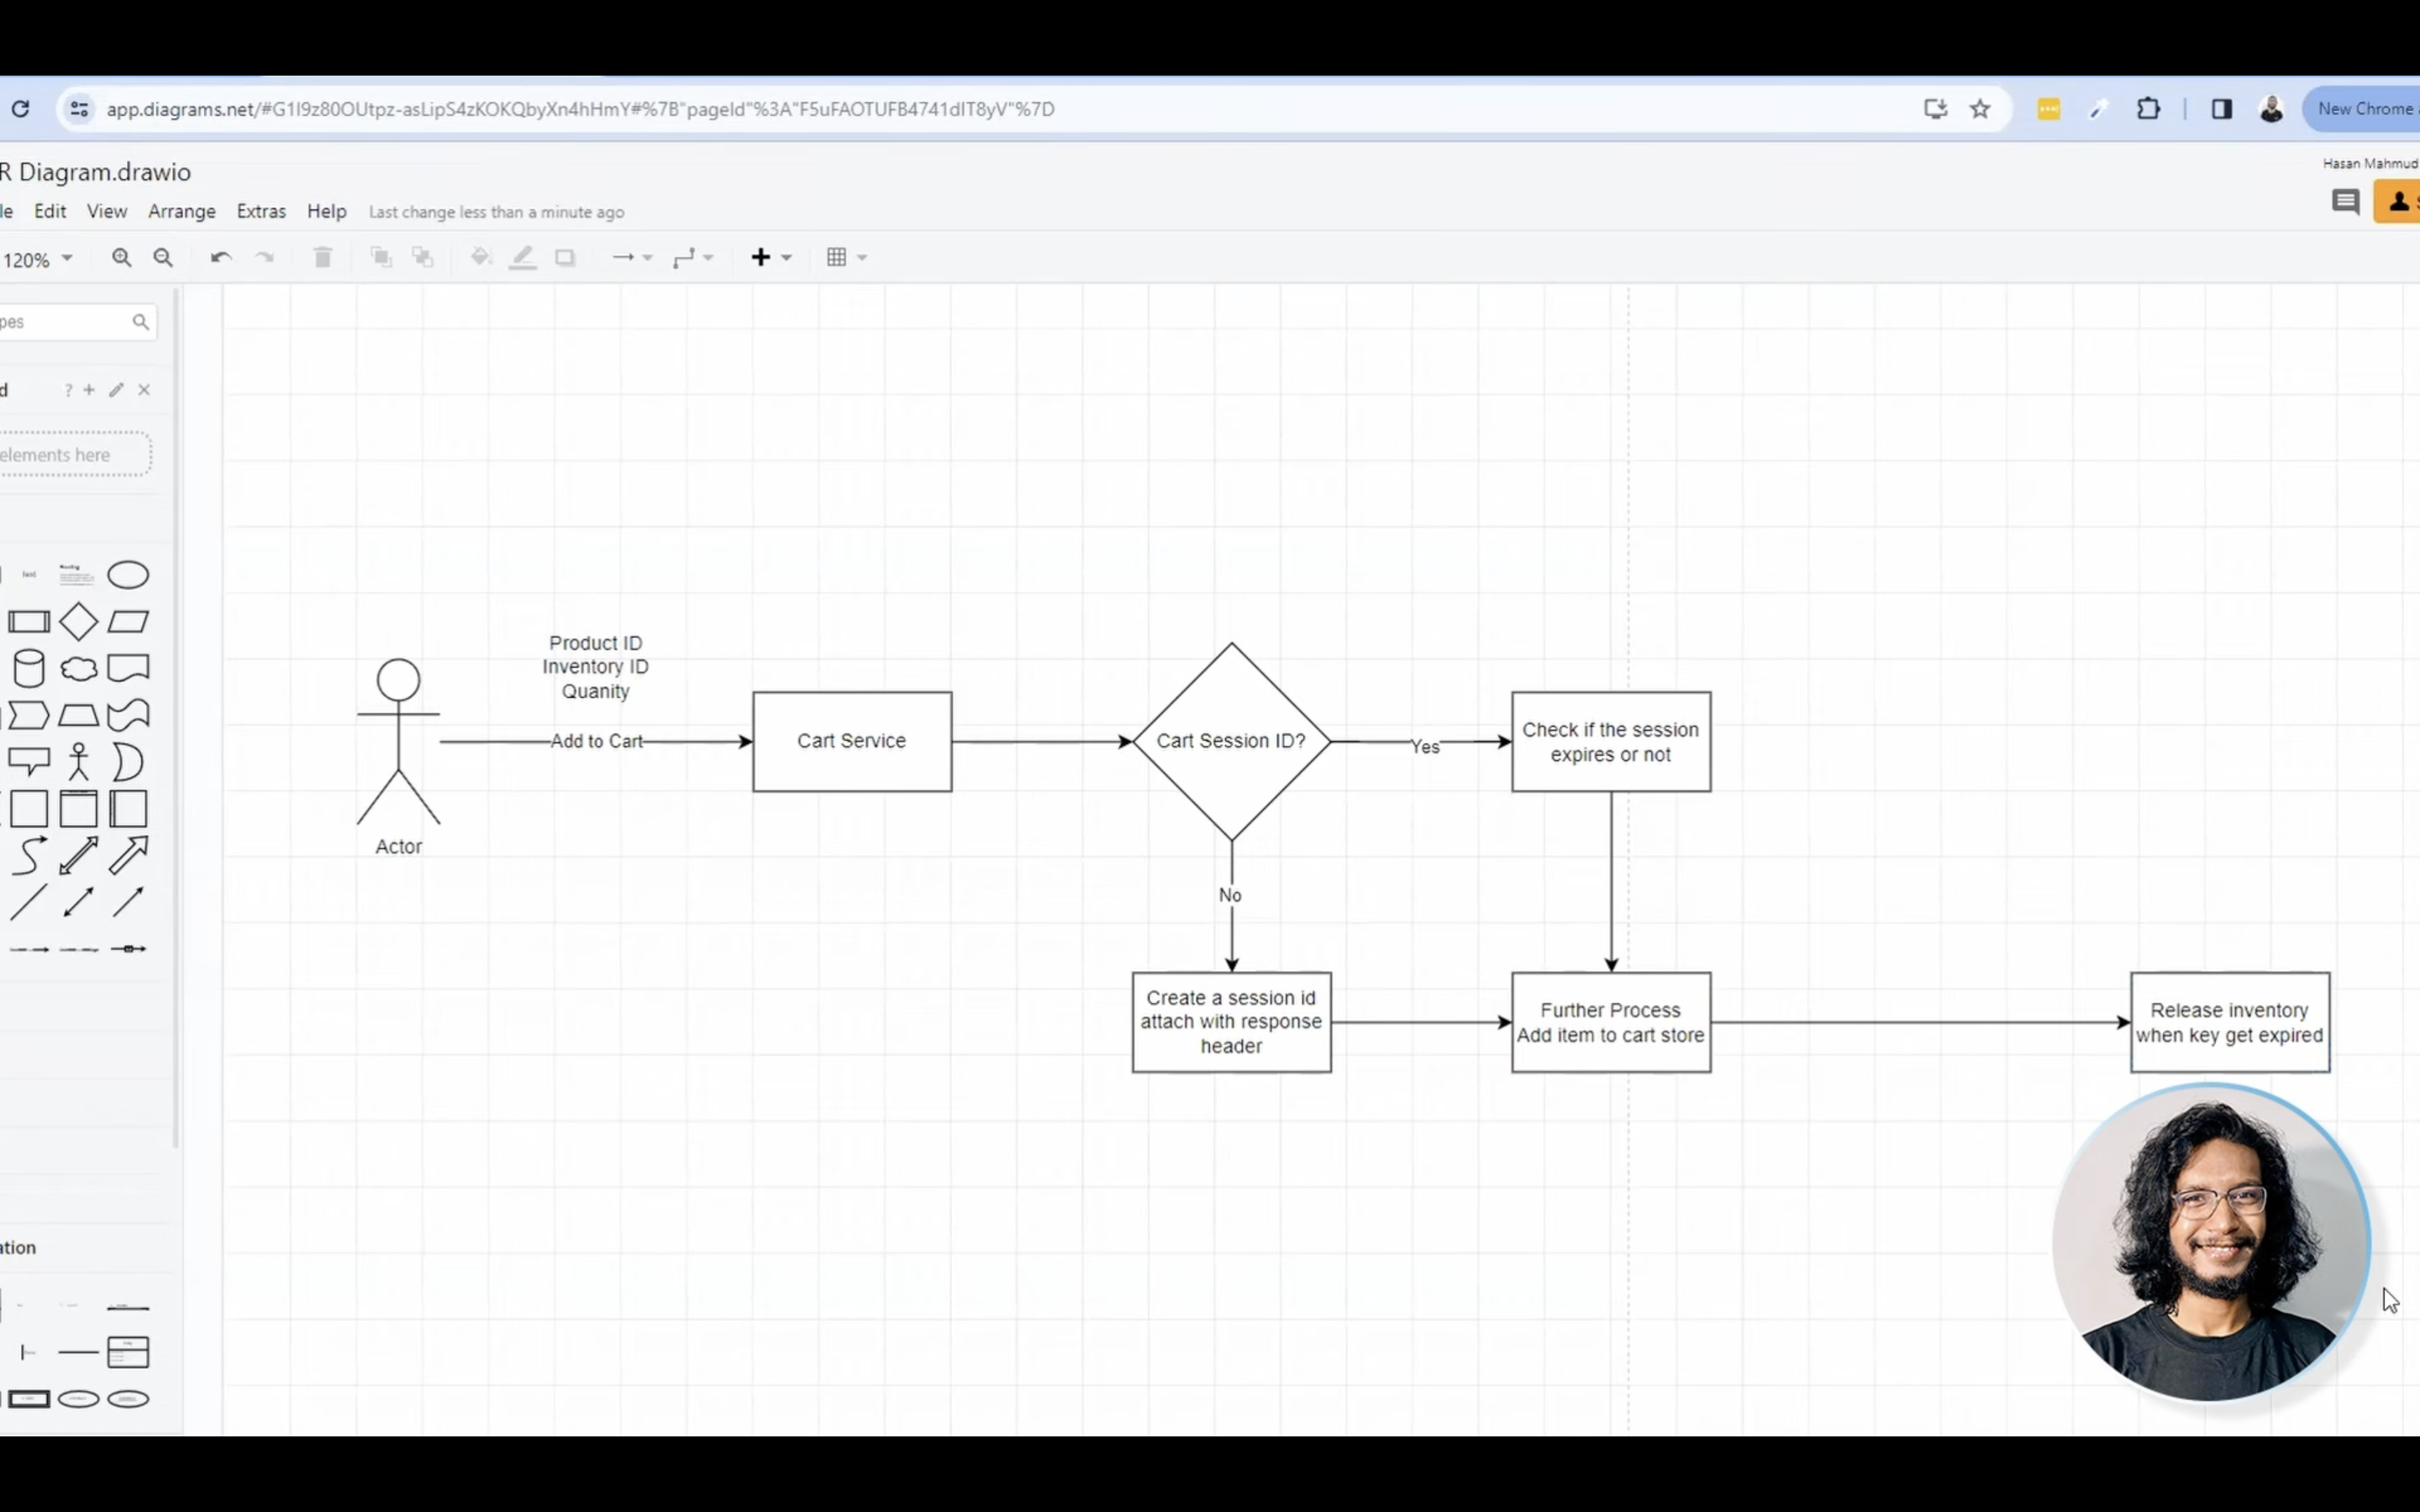 app.diagrams.net/#G1I9z80OUtpz-asLipS4zKOKQbyXn4hHmY#%7B"pageId"%3A"F5uFAOTUFB4741dIT8yV"%7D
New Chrome
R Diagram.drawio
Hasan Mahmud
le Edit View Arrange Extras Help Last change less than a minute ago
120%
pes
d ?
elements here
Text
Heading
Product ID
Inventory ID
Quanity
Add to Cart
Cart Service
Cart Session ID?
Yes
Check if the session
expires or not
Actor
No
Create a session id
attach with response
header
Further Process
Add item to cart store
Release inventory
when key get expired
ation